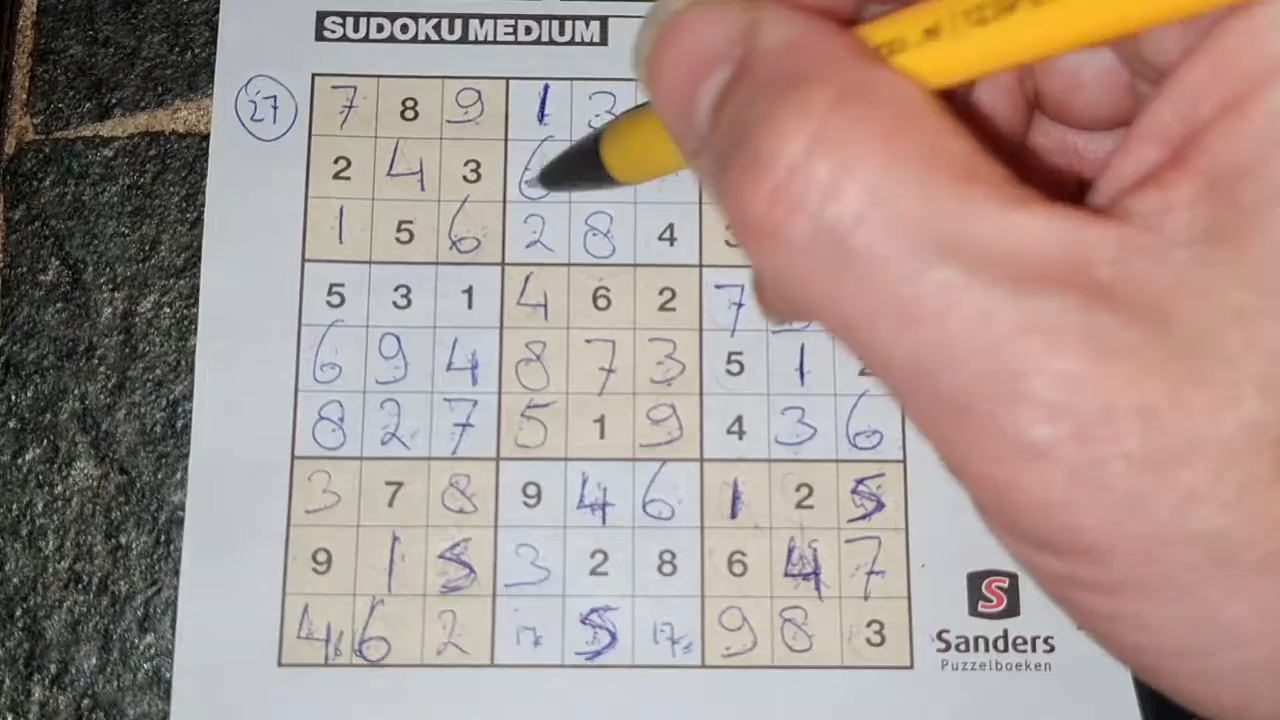 SUDOKU MEDIUM
27
7 8 9 1 3
2 4 3 6
1 5 6 2 8 4
5 3 1 4 6 2 7
6 9 4 8 7 3 5 1
8 2 7 5 1 9 4 3 6
3 7 8 9 4 6 1 2 5
9 1 5 3 2 8 6 4 7
4 6 2 17 5 17 9 8 3
Sanders
Puzzelboeken